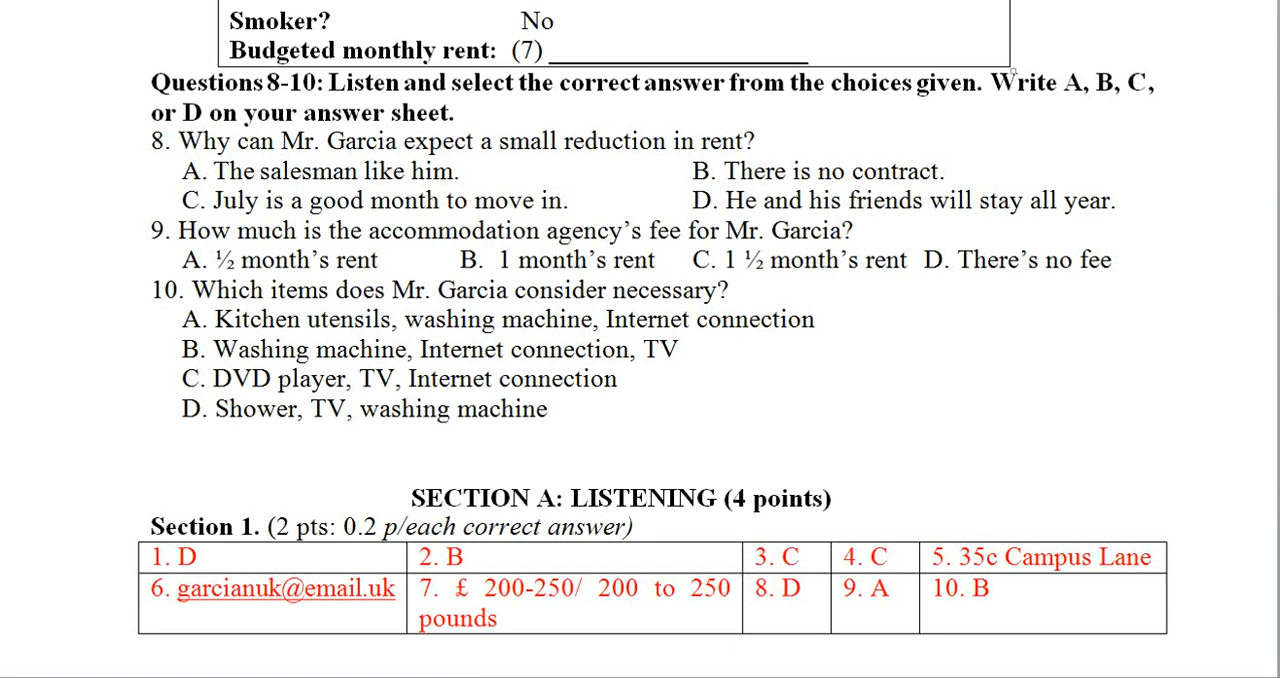 Smoker? No
Budgeted monthly rent: (7) ____________________
Questions 8-10: Listen and select the correct answer from the choices given. Write A, B, C,
or D on your answer sheet.
8. Why can Mr. Garcia expect a small reduction in rent?
A. The salesman like him. B. There is no contract.
C. July is a good month to move in. D. He and his friends will stay all year.
9. How much is the accommodation agency’s fee for Mr. Garcia?
A. ½ month’s rent B. 1 month’s rent C. 1 ½ month’s rent D. There’s no fee
10. Which items does Mr. Garcia consider necessary?
A. Kitchen utensils, washing machine, Internet connection
B. Washing machine, Internet connection, TV
C. DVD player, TV, Internet connection
D. Shower, TV, washing machine
SECTION A: LISTENING (4 points)
Section 1. (2 pts: 0.2 p/each correct answer)
1. D 2. B 3. C 4. C 5. 35c Campus Lane
6. garcianuk@email.uk 7. £ 200-250/ 200 to 250 8. D 9. A 10. B
pounds